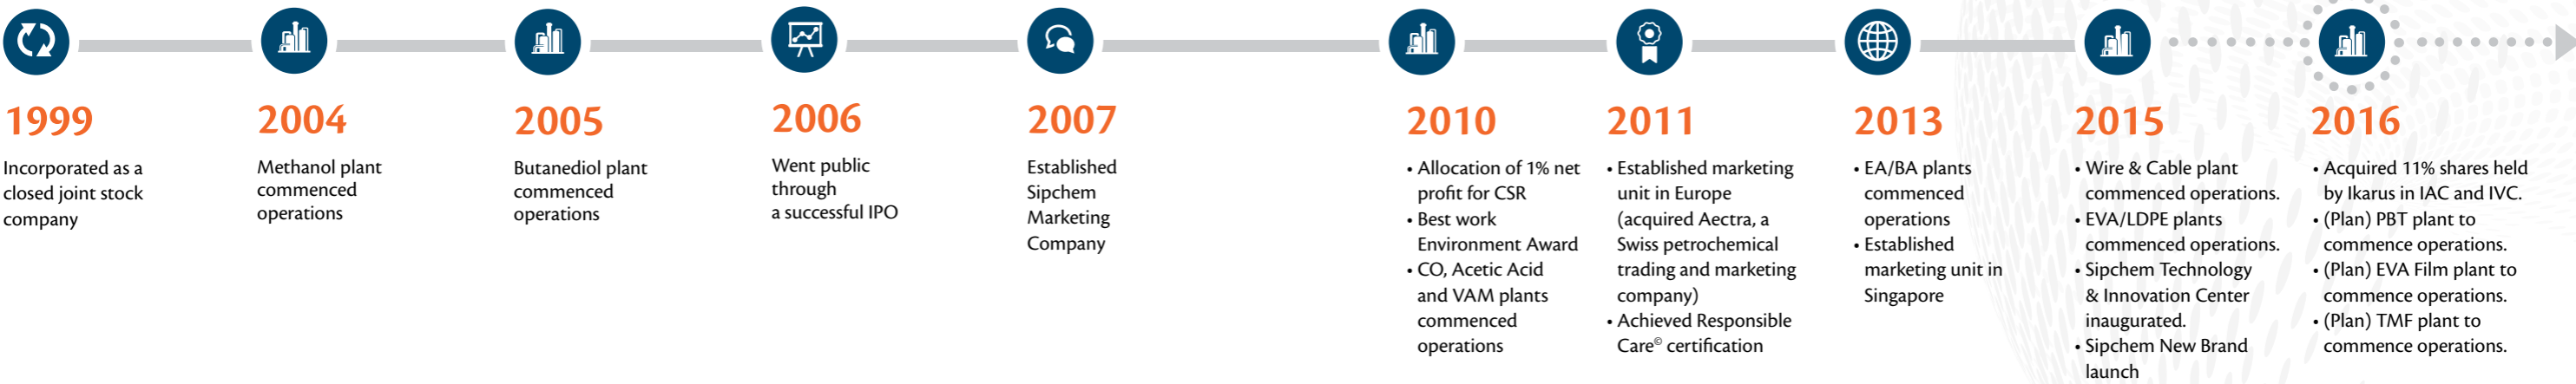 1999
Incorporated as a
closed joint stock
company
2004
Methanol plant
commenced
operations
2005
Butanediol plant
commenced
operations
2006
Went public
through
a successful IPO
2007
Established
Sipchem
Marketing
Company
2010
• Allocation of 1% net
profit for CSR
• Best work
Environment Award
• CO, Acetic Acid
and VAM plants
commenced
operations
2011
• Established marketing
unit in Europe
(acquired Aectra, a
Swiss petrochemical
trading and marketing
company)
• Achieved Responsible
Care© certification
2013
• EA/BA plants
commenced
operations
• Established
marketing unit in
Singapore
2015
• Wire & Cable plant
commenced operations.
• EVA/LDPE plants
commenced operations.
• Sipchem Technology
& Innovation Center
inaugurated.
• Sipchem New Brand
launch
2016
• Acquired 11% shares held
by Ikarus in IAC and IVC.
• (Plan) PBT plant to
commence operations.
• (Plan) EVA Film plant to
commence operations.
• (Plan) TMF plant to
commence operations.